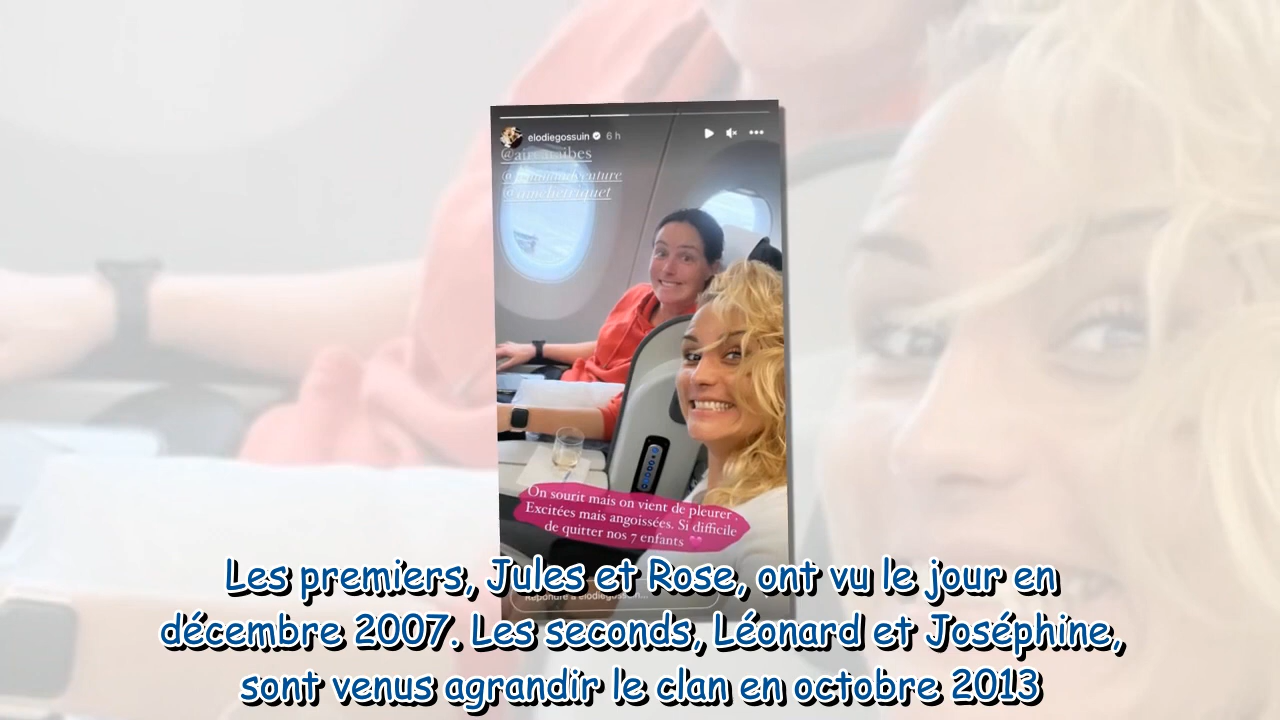 elodiegossuin 6 h
On sourit mais on vient de pleurer .
Excitées mais angoissées. Si difficile
de quitter nos 7 enfants
Les premiers, Jules et Rose, ont vu le jour en
décembre 2007. Les seconds, Léonard et Joséphine,
sont venus agrandir le clan en octobre 2013